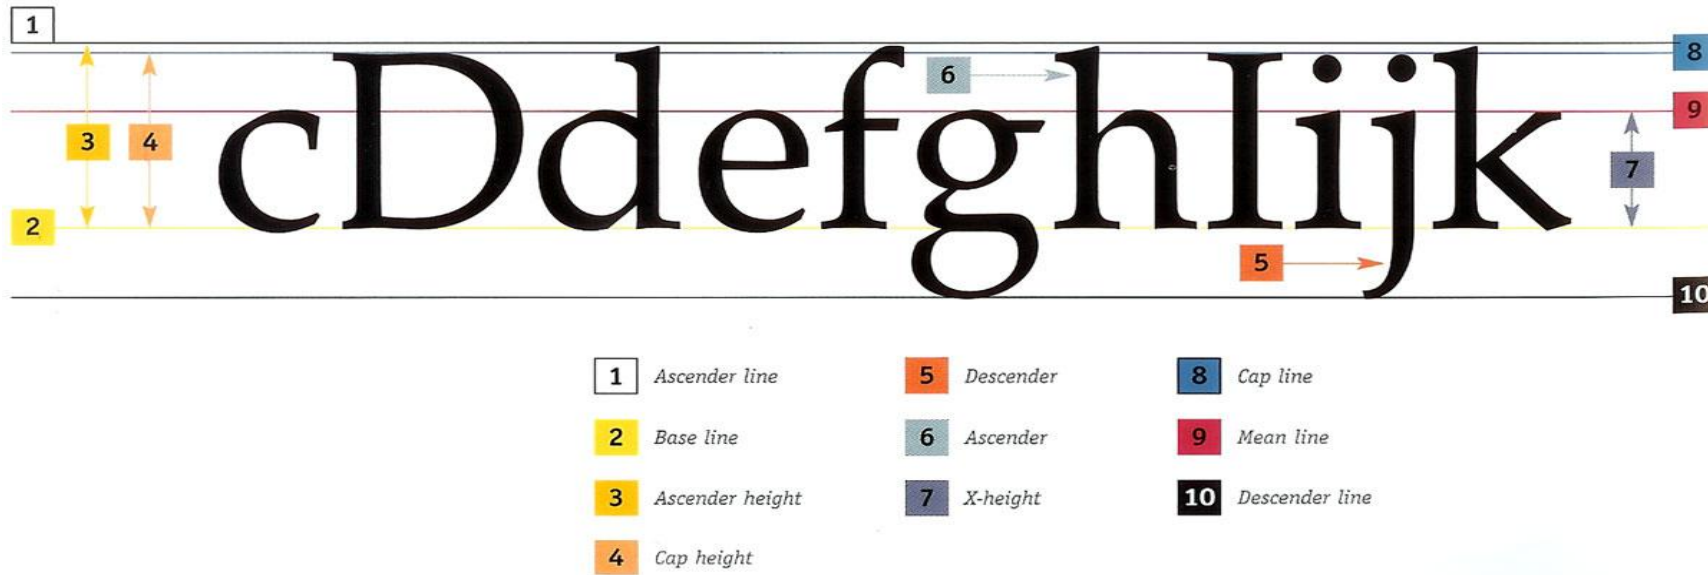 1
8
6
9
3 4
cDdefghIijk
7
2
5
10
1 Ascender line
2 Base line
3 Ascender height
4 Cap height
5 Descender
6 Ascender
7 X-height
8 Cap line
9 Mean line
10 Descender line